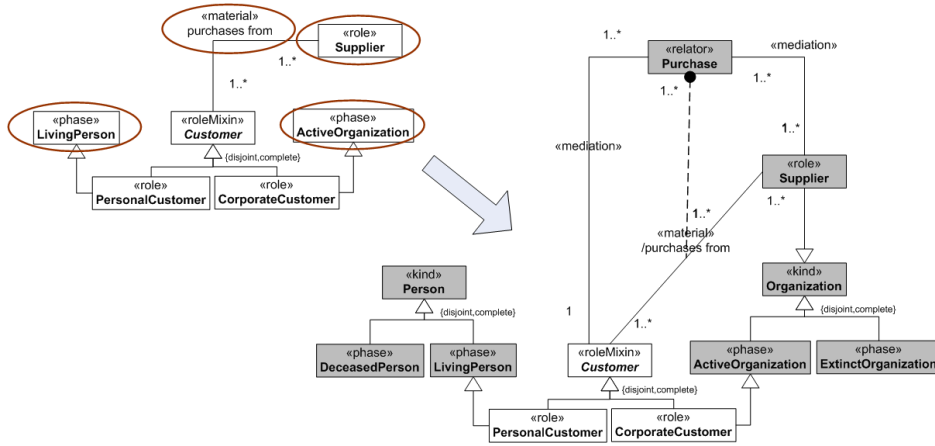 «material»
purchases from
«role»
Supplier
1..*
1..*
«phase»
LivingPerson
«roleMixin»
Customer
«phase»
ActiveOrganization
{disjoint,complete}
«role»
PersonalCustomer
«role»
CorporateCustomer
1..*
«relator»
Purchase
«mediation»
1..*
1..*
1..*
«mediation»
«role»
Supplier
1..*
1..*
«material»
/purchases from
«kind»
Person
{disjoint,complete}
«kind»
Organization
{disjoint,complete}
1
1..*
«phase»
DeceasedPerson
«phase»
LivingPerson
«roleMixin»
Customer
«phase»
ActiveOrganization
«phase»
ExtinctOrganization
{disjoint,complete}
«role»
PersonalCustomer
«role»
CorporateCustomer